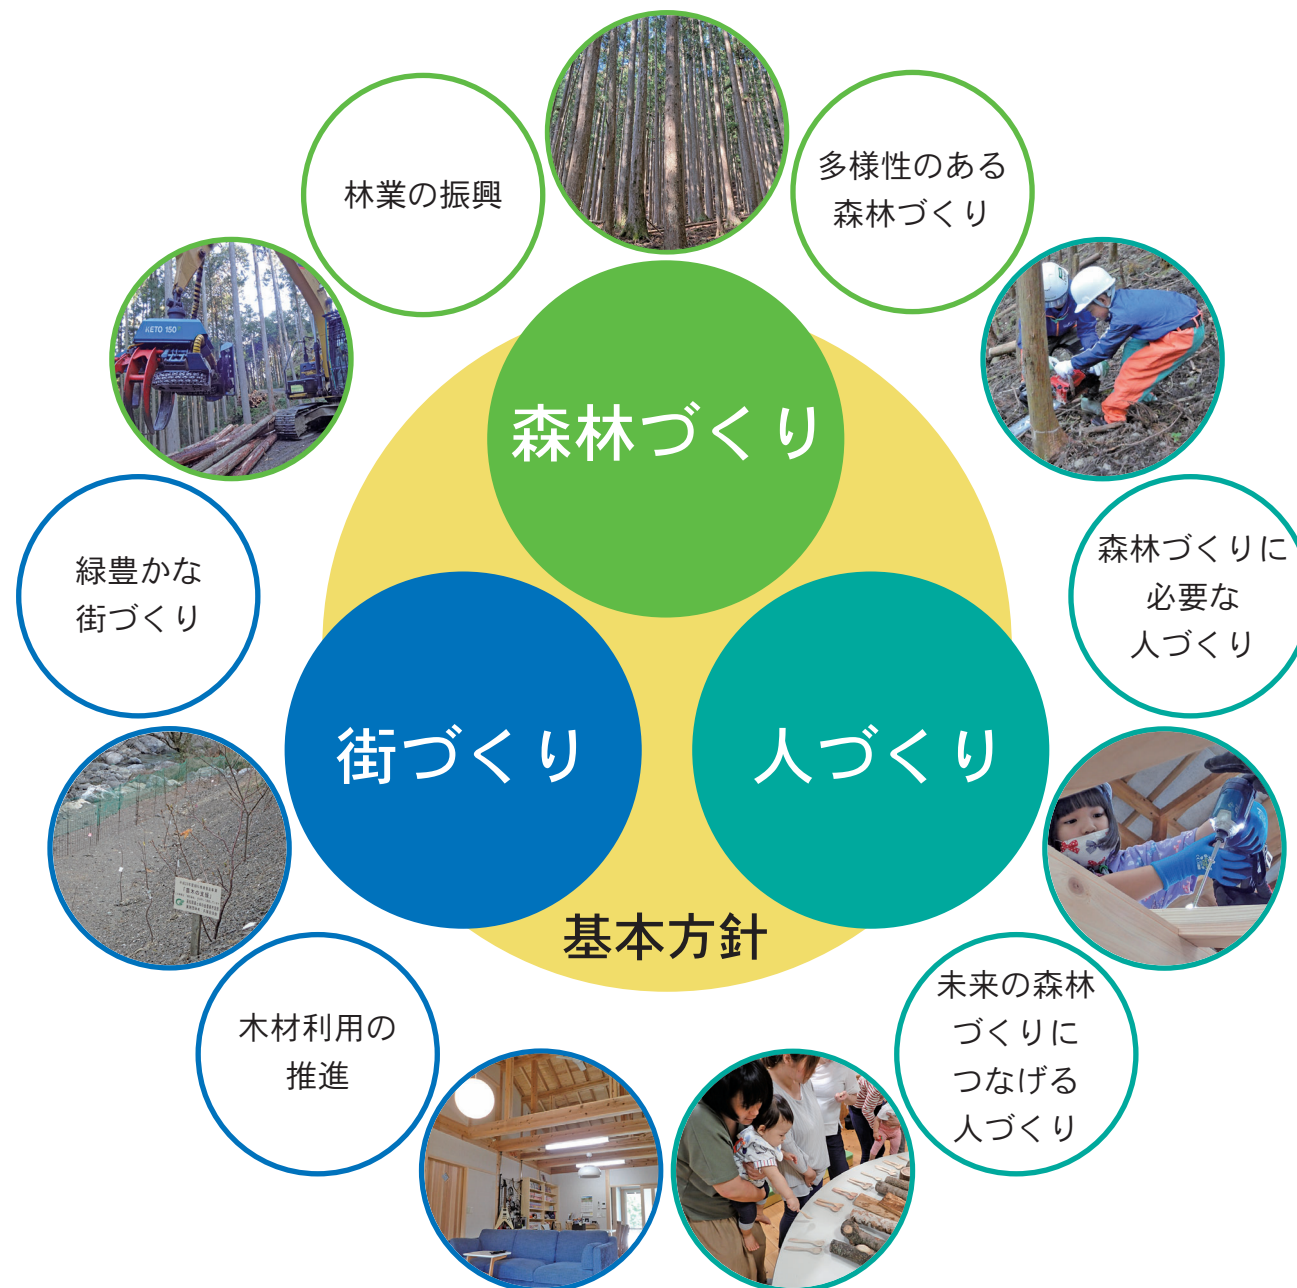 林業の振興
多様性のある
森林づくり
KETO 150
森林づくり
緑豊かな
街づくり
森林づくりに
必要な
人づくり
街づくり
人づくり
基本方針
木材利用の
推進
未来の森林
づくりに
つなげる
人づくり